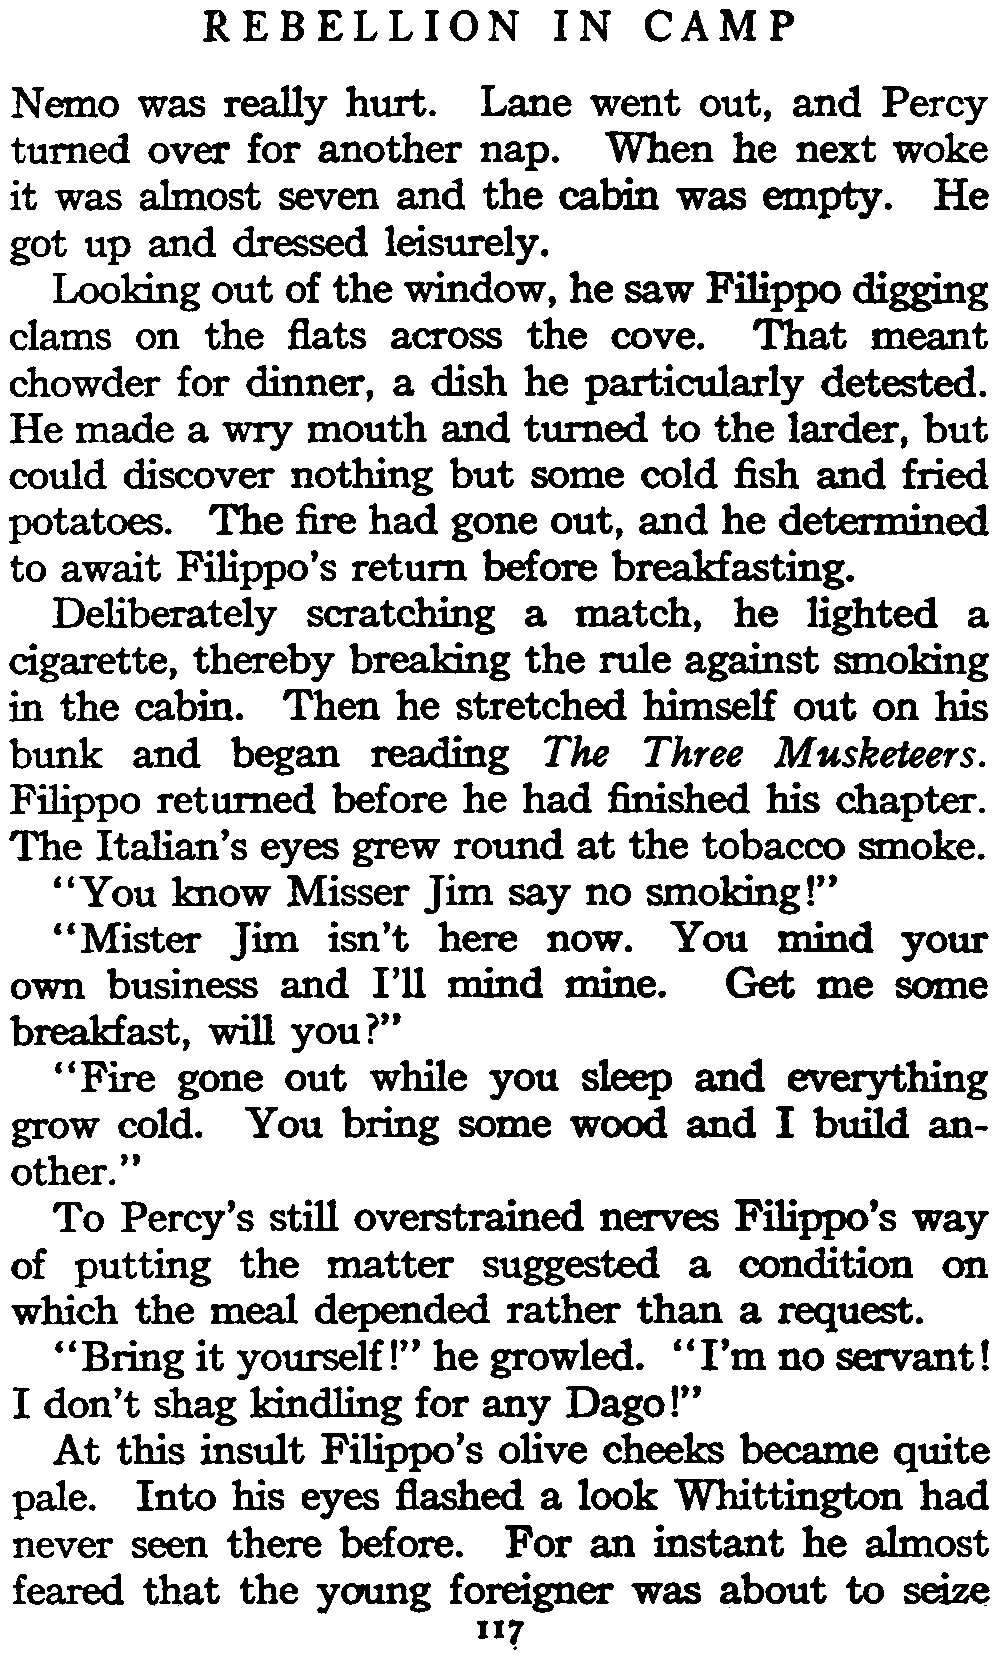 REBELLION IN CAMP
Nemo was really hurt. Lane went out, and Percy
turned over for another nap. When he next woke
it was almost seven and the cabin was empty. He
got up and dressed leisurely.
Looking out of the window, he saw Filippo digging
clams on the flats across the cove. That meant
chowder for dinner, a dish he particularly detested.
He made a wry mouth and turned to the larder, but
could discover nothing but some cold fish and fried
potatoes. The fire had gone out, and he determined
to await Filippo's return before breakfasting.
Deliberately scratching a match, he lighted a
cigarette, thereby breaking the rule against smoking
in the cabin. Then he stretched himself out on his
bunk and began reading The Three Musketeers.
Filippo returned before he had finished his chapter.
The Italian's eyes grew round at the tobacco smoke.
"You know Misser Jim say no smoking!"
"Mister Jim isn't here now. You mind your
own business and I'll mind mine. Get me some
breakfast, will you?"
"Fire gone out while you sleep and everything
grow cold. You bring some wood and I build an-
other."
To Percy's still overstrained nerves Filippo's way
of putting the matter suggested a condition on
which the meal depended rather than a request.
"Bring it yourself!" he growled. "I'm no servant!
I don't shag kindling for any Dago!"
At this insult Filippo's olive cheeks became quite
pale. Into his eyes flashed a look Whittington had
never seen there before. For an instant he almost
feared that the young foreigner was about to seize
117